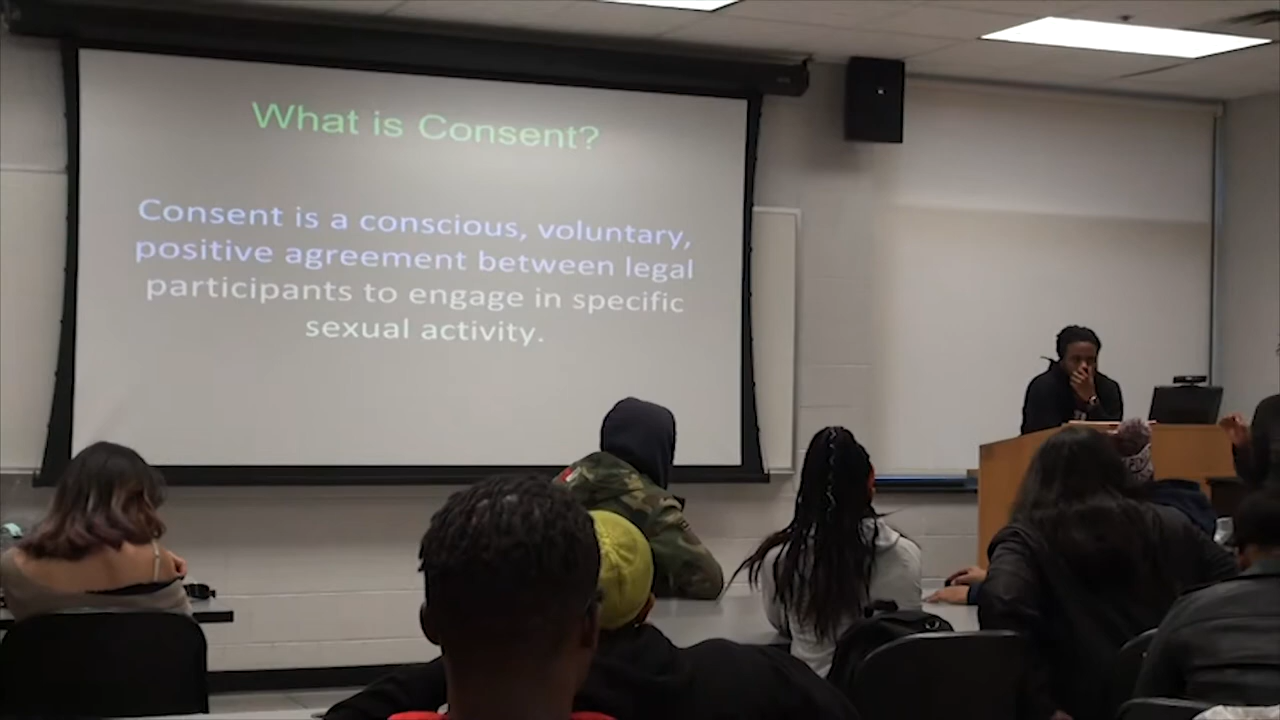 What is Consent?
Consent is a conscious, voluntary,
positive agreement between legal
participants to engage in specific
sexual activity.